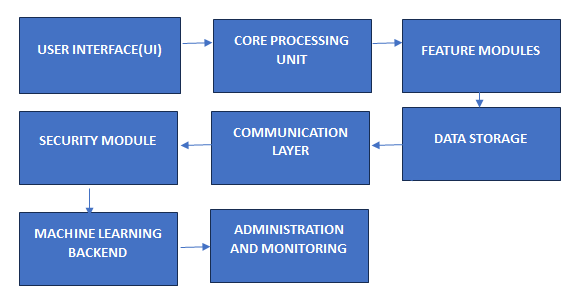 USER INTERFACE(UI)
CORE PROCESSING
UNIT
FEATURE MODULES
SECURITY MODULE
COMMUNICATION
LAYER
DATA STORAGE
MACHINE LEARNING
BACKEND
ADMINISTRATION
AND MONITORING